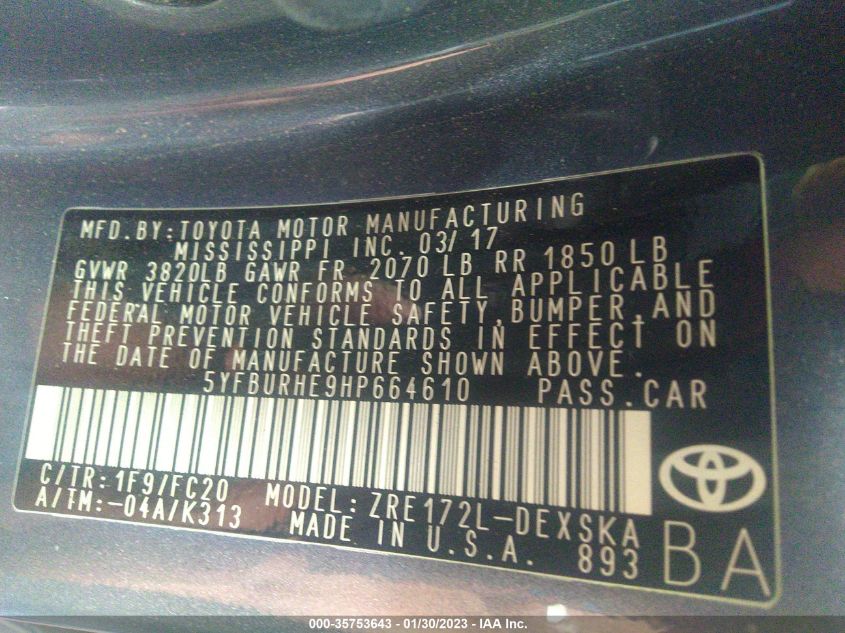 MFD.BY:TOYOTA MOTOR MANUFACTURING
MISSISSIPPI INC. 03/17
GVWR 3820LB GAWR FR 2070 LB RR 1850 LB
THIS VEHICLE CONFORMS TO ALL APPLICABLE
FEDERAL MOTOR VEHICLE SAFETY, BUMPER, AND
THEFT PREVENTION STANDARDS IN EFFECT ON
THE DATE OF MANUFACTURE SHOWN ABOVE.
5YFBURHE9HP664610 PASS.CAR
C/TR:1F9/FC20 MODEL:ZRE172L-DEXSKA
A/TM:-04A/K313 MADE IN U.S.A. 893
BA
000-35753643 - 01/30/2023 - IAA Inc.